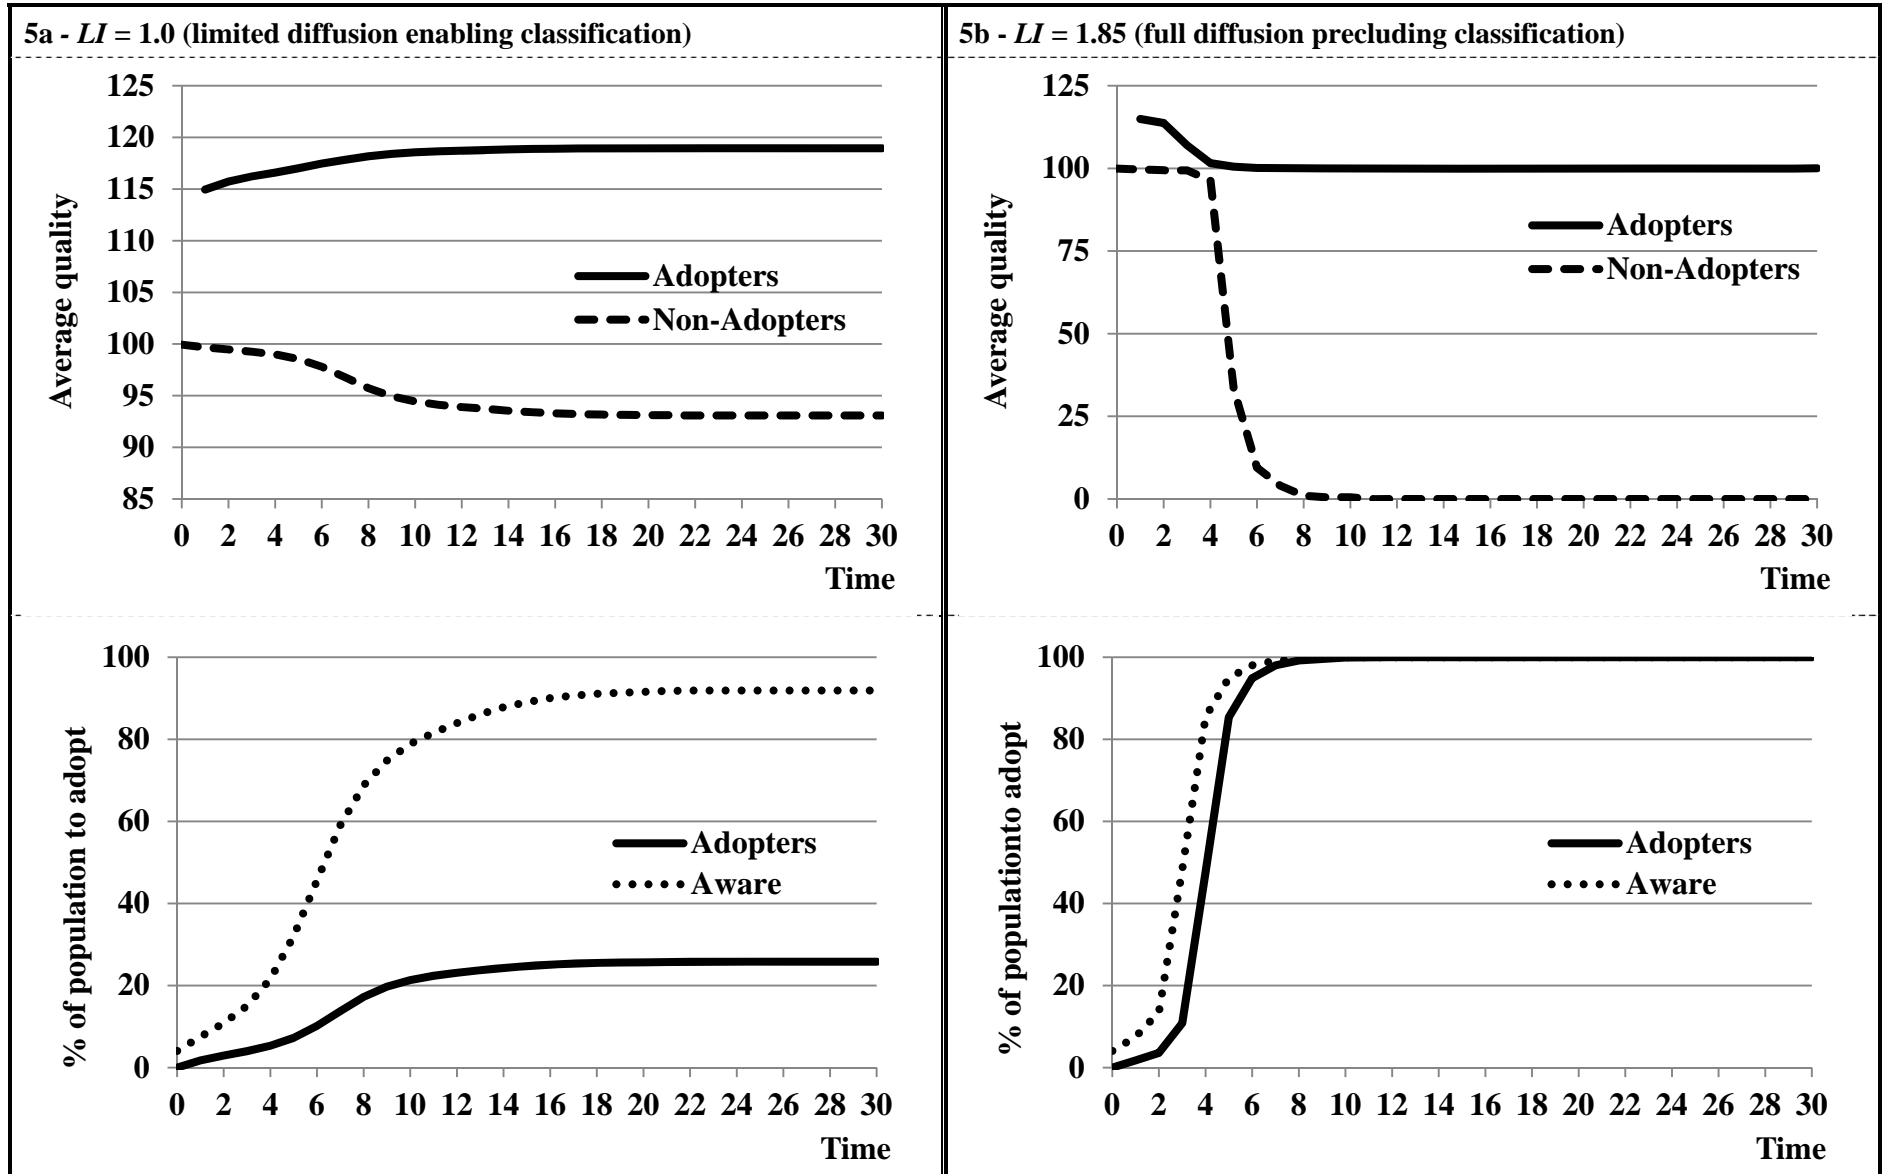 5a - LI = 1.0 (limited diffusion enabling classification)
125
120
115
110
105
100
95
90
85
Average quality
Adopters
Non-Adopters
0 2 4 6 8 10 12 14 16 18 20 22 24 26 28 30
Time
5b - LI = 1.85 (full diffusion precluding classification)
125
100
75
50
25
0
Average quality
Adopters
Non-Adopters
0 2 4 6 8 10 12 14 16 18 20 22 24 26 28 30
Time
100
80
60
40
20
0
% of population to adopt
Adopters
Aware
0 2 4 6 8 10 12 14 16 18 20 22 24 26 28 30
Time
100
80
60
40
20
0
% of populationto adopt
Adopters
Aware
0 2 4 6 8 10 12 14 16 18 20 22 24 26 28 30
Time